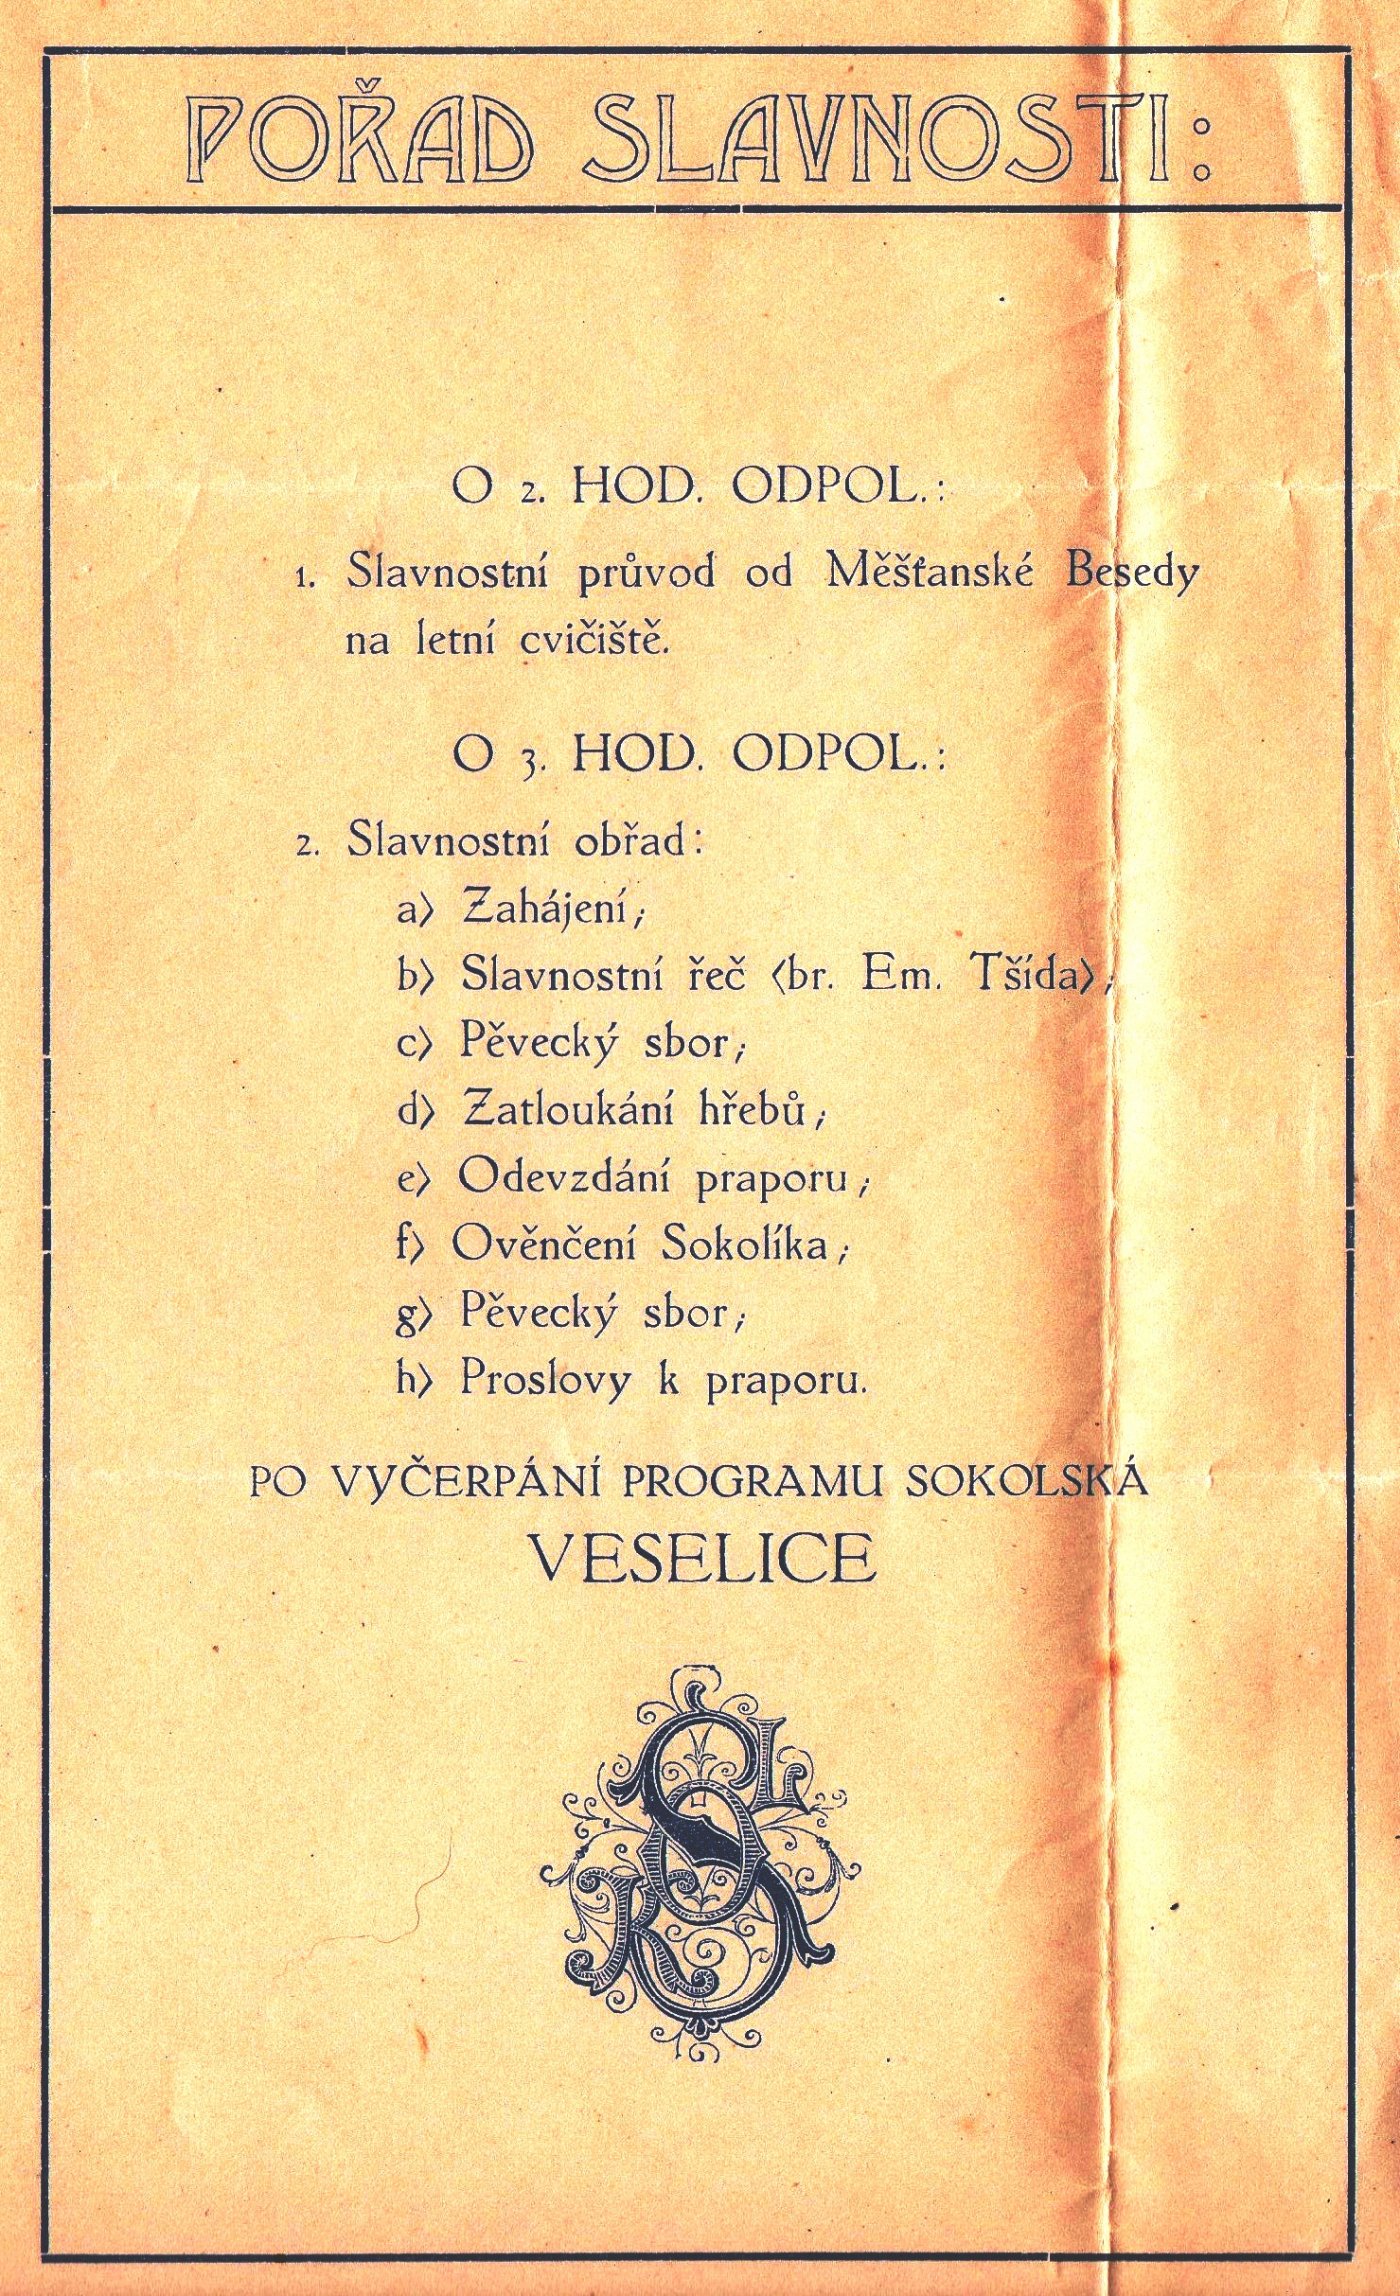 POŘAD SLAVNOSTI:
O 2. HOD. ODPOL.:
1. Slavnostní průvod od Měšťanské Besedy
na letní cvičiště.
O 3. HOD. ODPOL.:
2. Slavnostní obřad:
a) Zahájení;
b) Slavnostní řeč (br. Em. Tšída);
c) Pěvecký sbor;
d) Zatloukání hřebů;
e) Odevzdání praporu;
f) Ověnčení Sokolíka;
g) Pěvecký sbor;
h) Proslovy k praporu.
PO VYČERPÁNÍ PROGRAMU SOKOLSKÁ
VESELICE
SOKOL